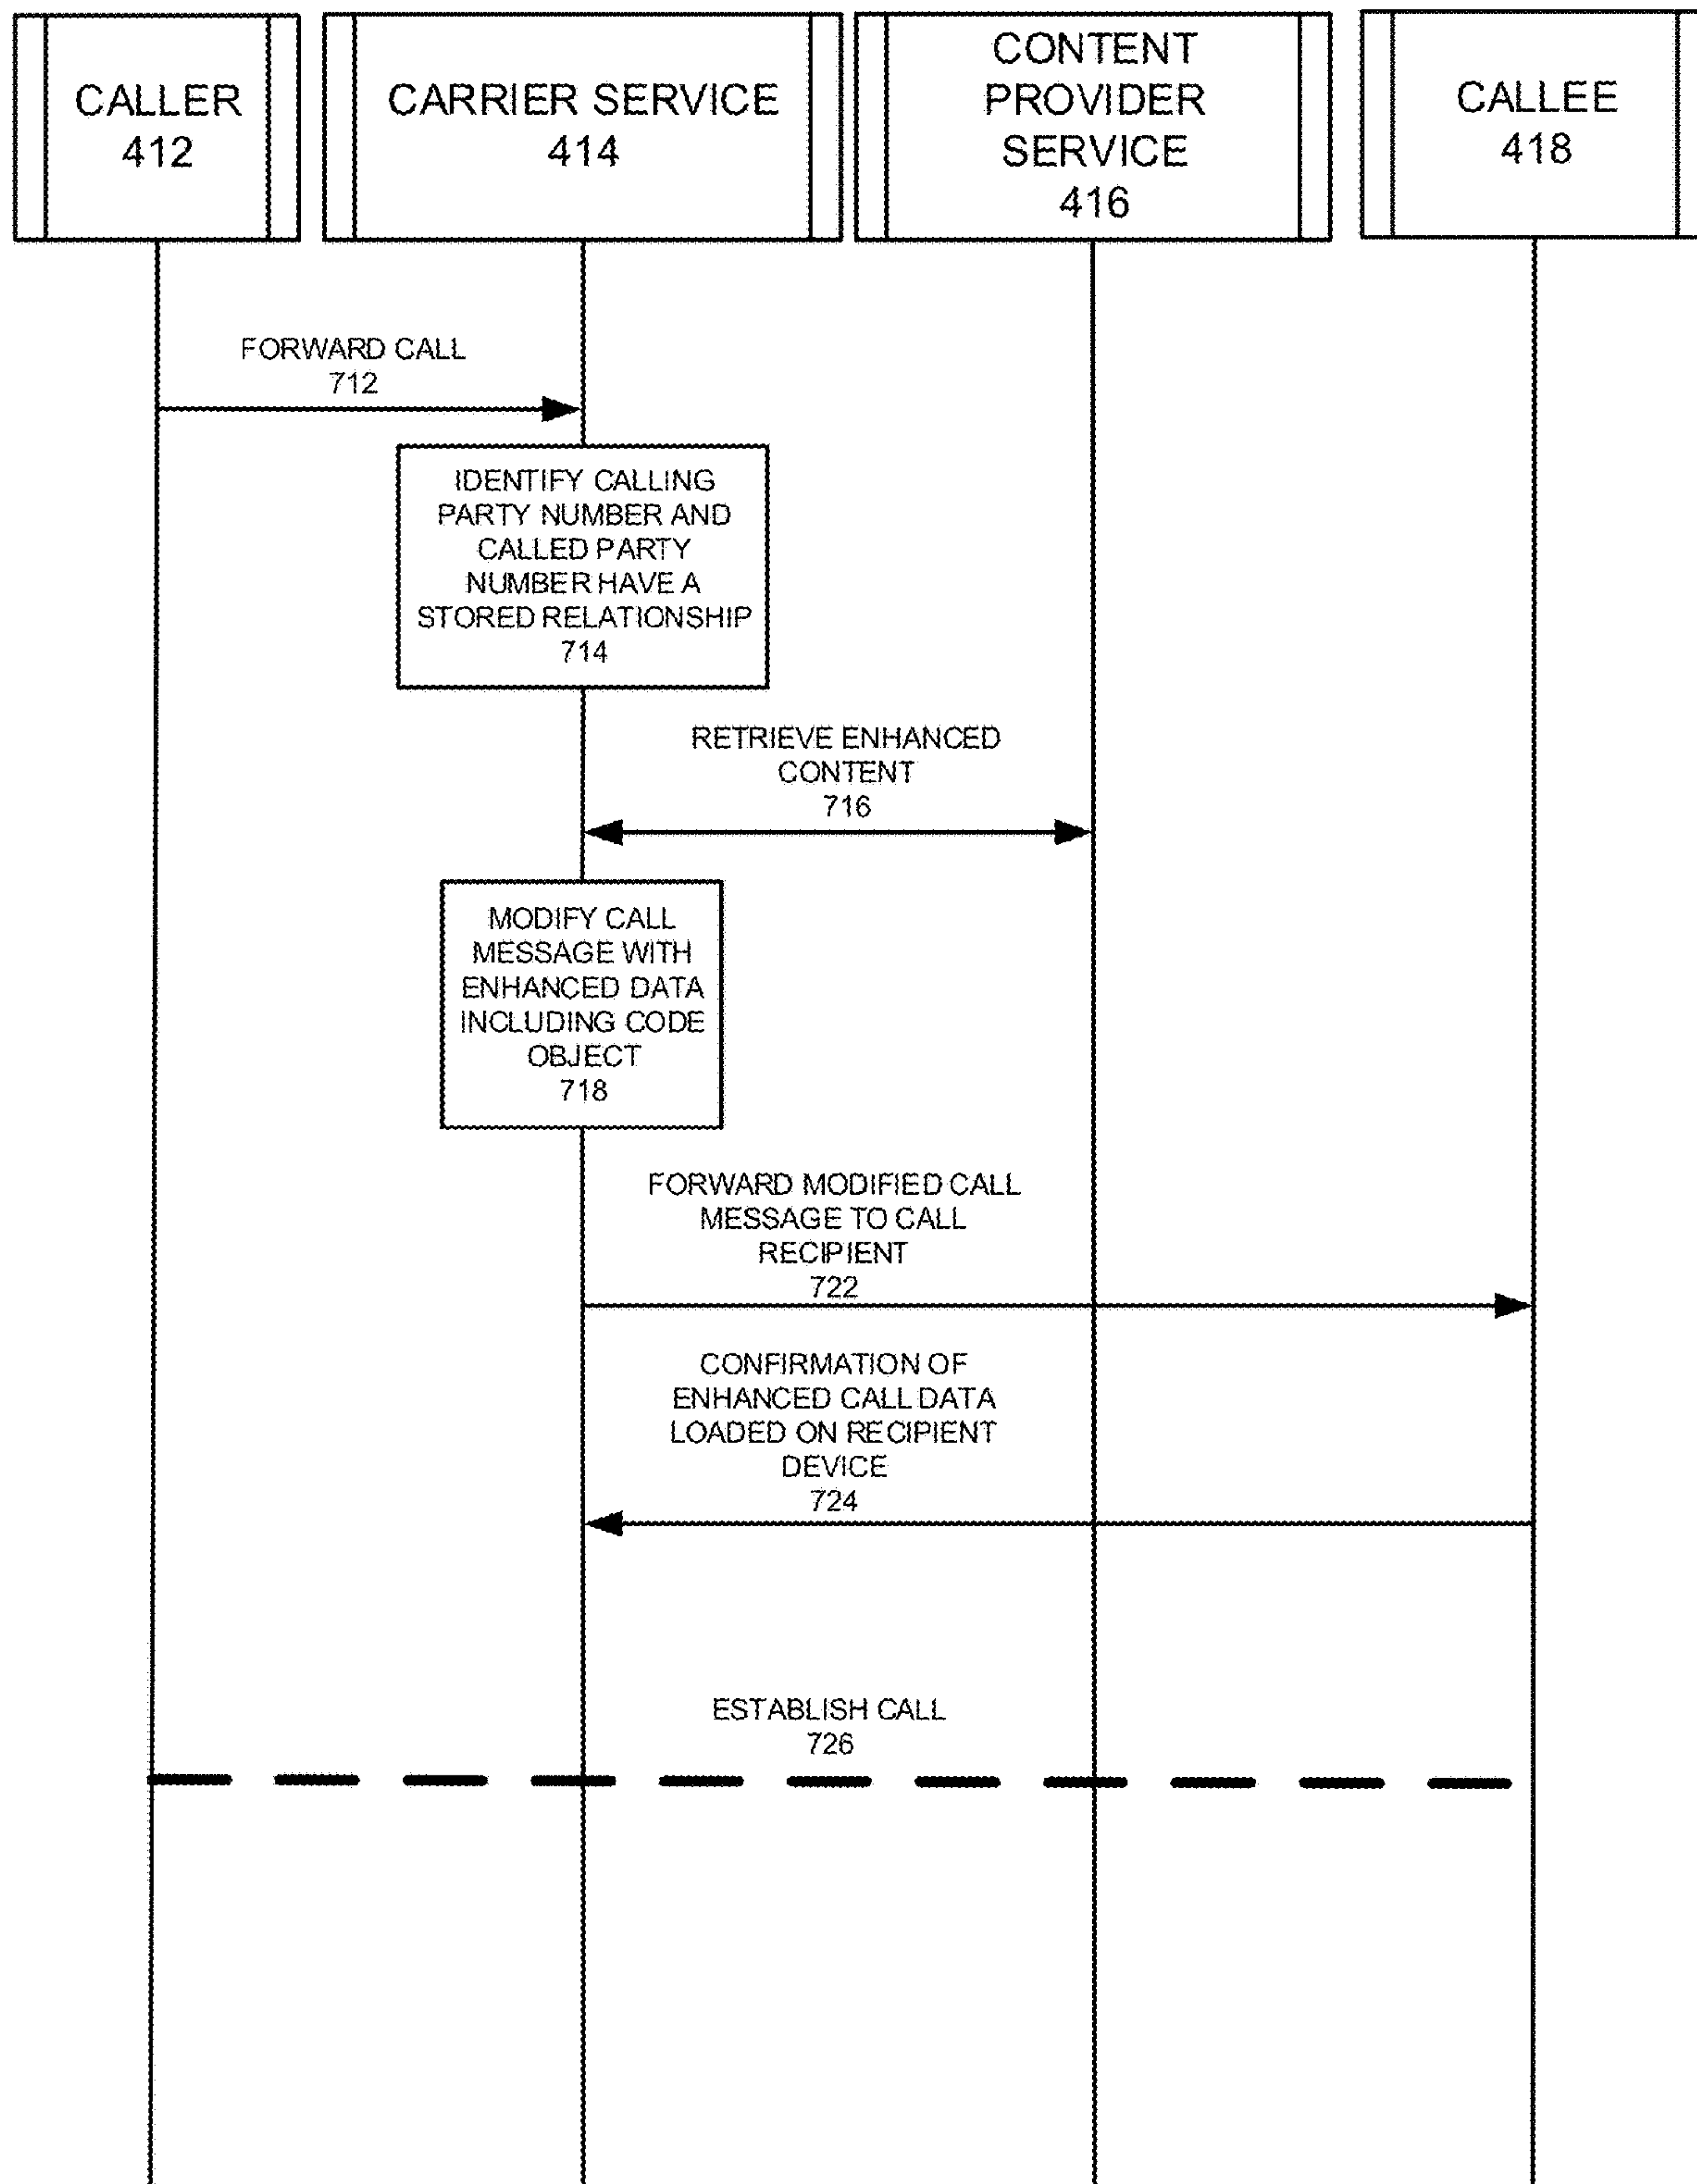 CALLER
412
CARRIER SERVICE
414
CONTENT
PROVIDER
SERVICE
416
CALLEE
418
FORWARD CALL
712
IDENTIFY CALLING
PARTY NUMBER AND
CALLED PARTY
NUMBER HAVE A
STORED RELATIONSHIP
714
RETRIEVE ENHANCED
CONTENT
716
MODIFY CALL
MESSAGE WITH
ENHANCED DATA
INCLUDING CODE
OBJECT
718
FORWARD MODIFIED CALL
MESSAGE TO CALL
RECIPIENT
722
CONFIRMATION OF
ENHANCED CALL DATA
LOADED ON RECIPIENT
DEVICE
724
ESTABLISH CALL
726